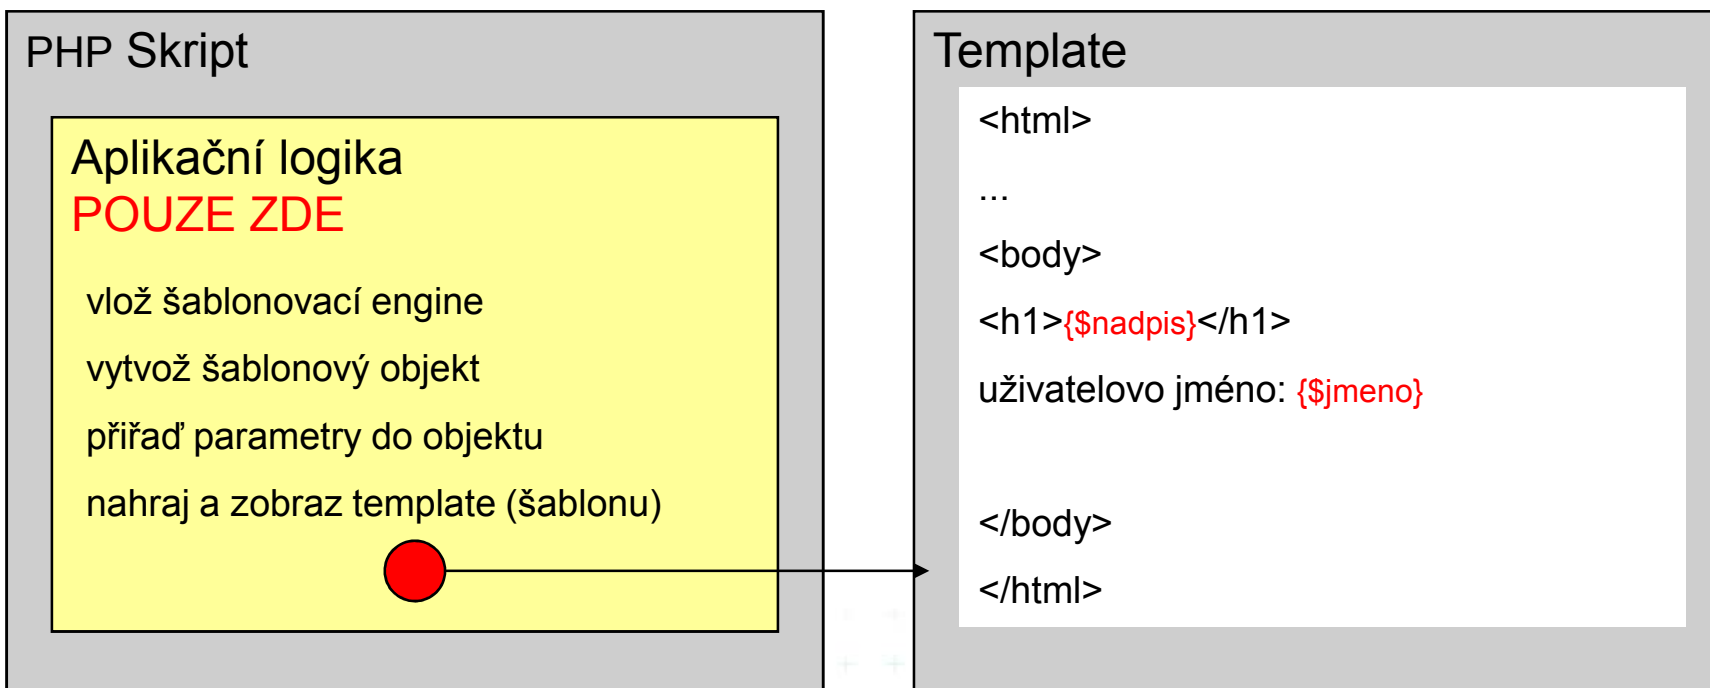 PHP Skript
Aplikační logika
POUZE ZDE
vlož šablonovací engine
vytvož šablonový objekt
přiřaď parametry do objektu
nahraj a zobraz template (šablonu)
Template
<html>
...
<body>
<h1>{$nadpis}</h1>
uživatelovo jméno: {$jmeno}
</body>
</html>